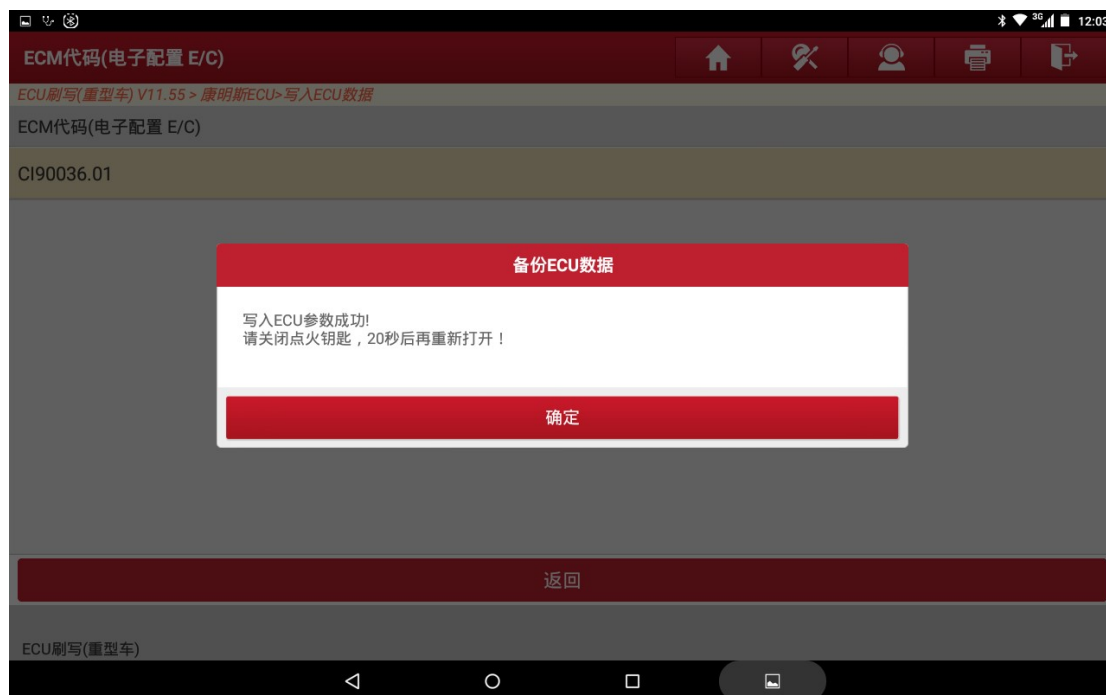 3G 12:03
ECM代码(电子配置 E/C)
ECU刷写(重型车) V11.55 > 康明斯ECU>写入ECU数据
ECM代码(电子配置 E/C)
CI90036.01
备份ECU数据
写入ECU参数成功!
请关闭点火钥匙，20秒后再重新打开！
确定
返回
ECU刷写(重型车)